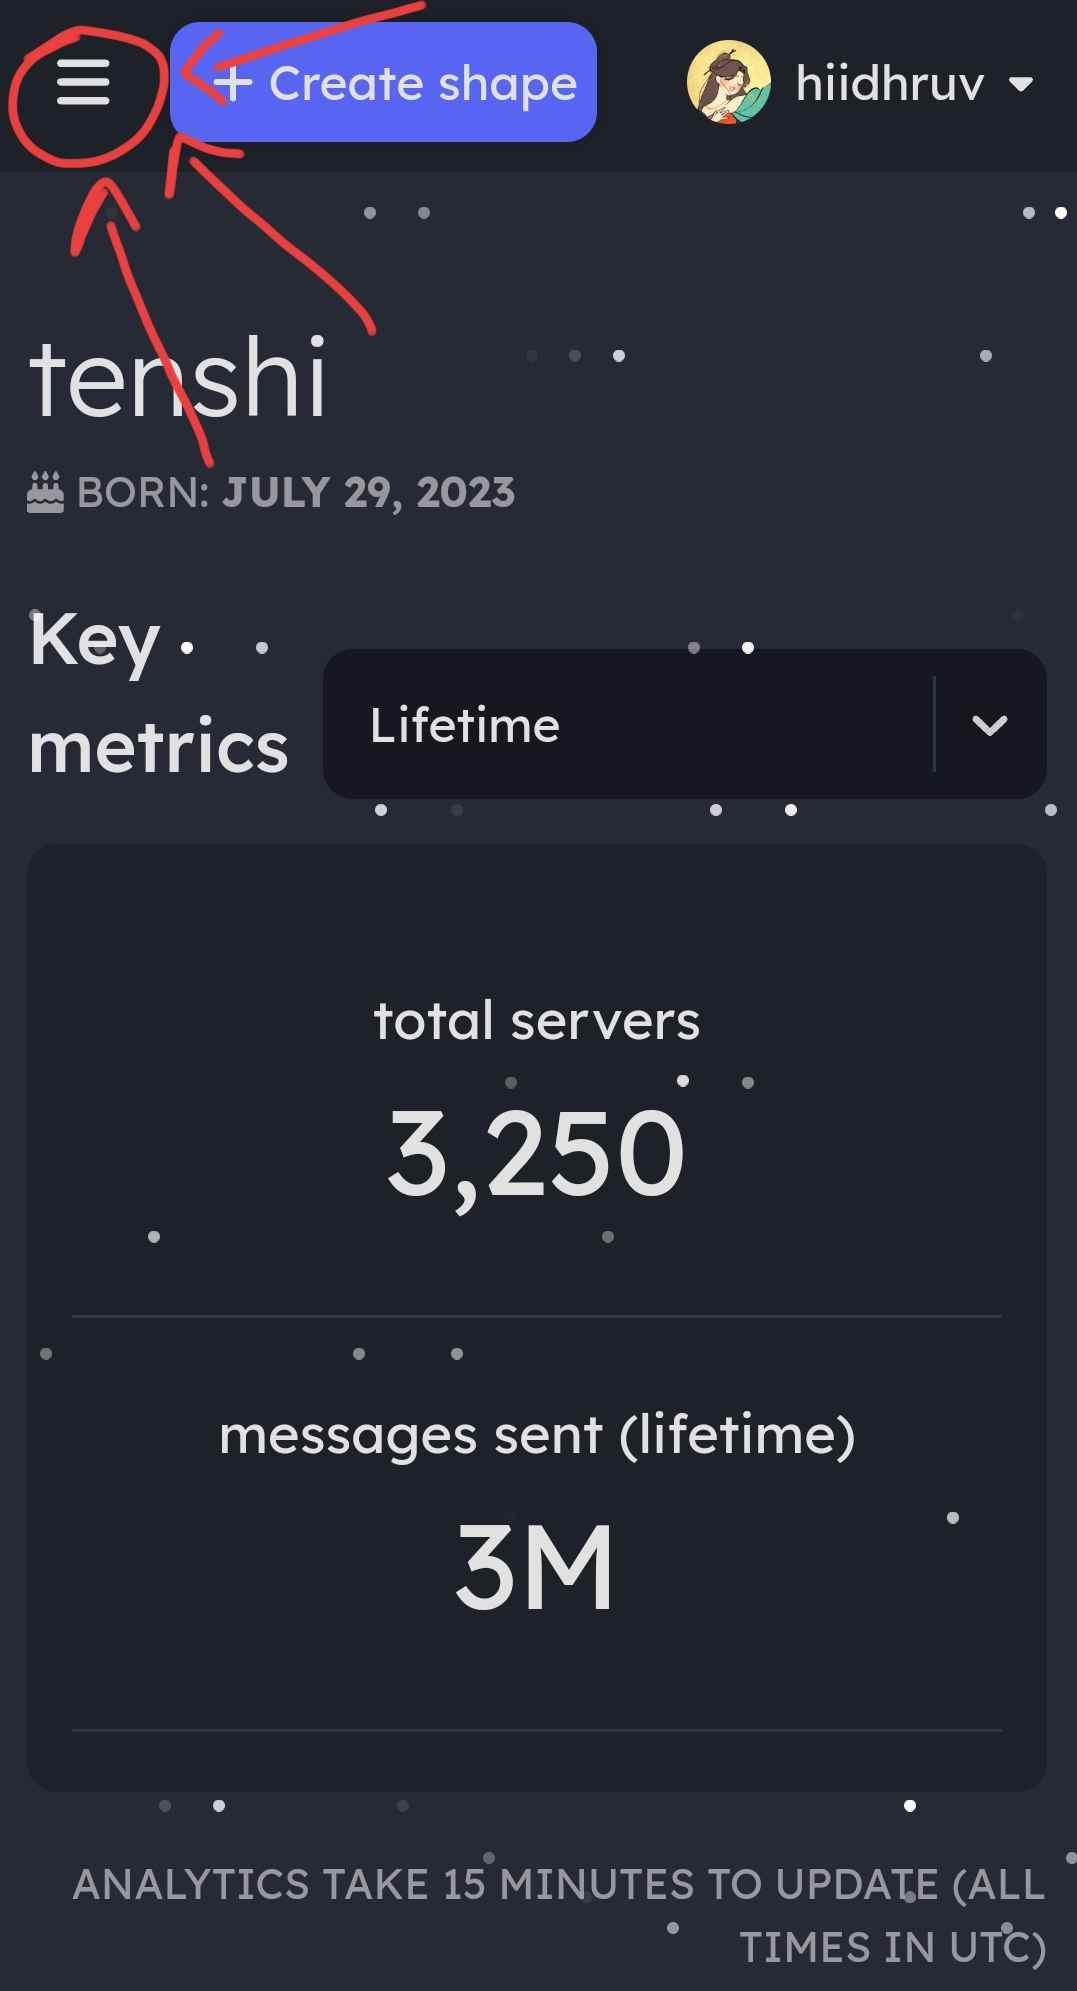 Create shape
hiidhruv
tenshi
BORN: JULY 29, 2023
Key
metrics
Lifetime
total servers
3,250
messages sent (lifetime)
3M
ANALYTICS TAKE 15 MINUTES TO UPDATE (ALL
TIMES IN UTC)